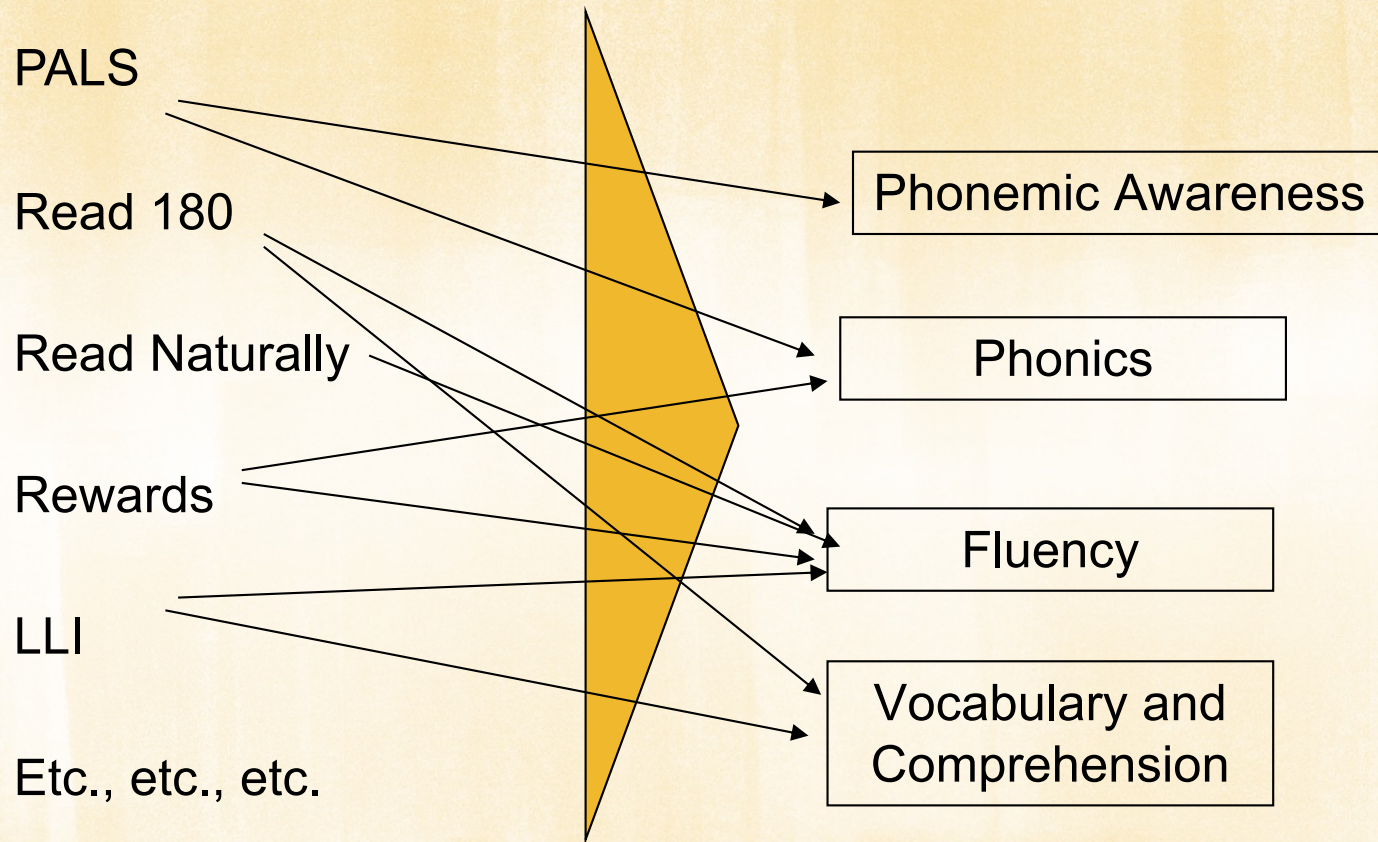 PALS
Read 180
Read Naturally
Rewards
LLI
Etc., etc., etc.
Phonemic Awareness
Phonics
Fluency
Vocabulary and
Comprehension